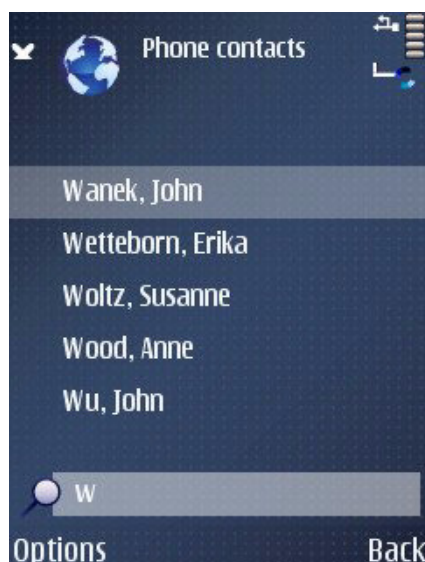 Phone contacts
Wanek, John
Wetteborn, Erika
Woltz, Susanne
Wood, Anne
Wu, John
W
Options Back